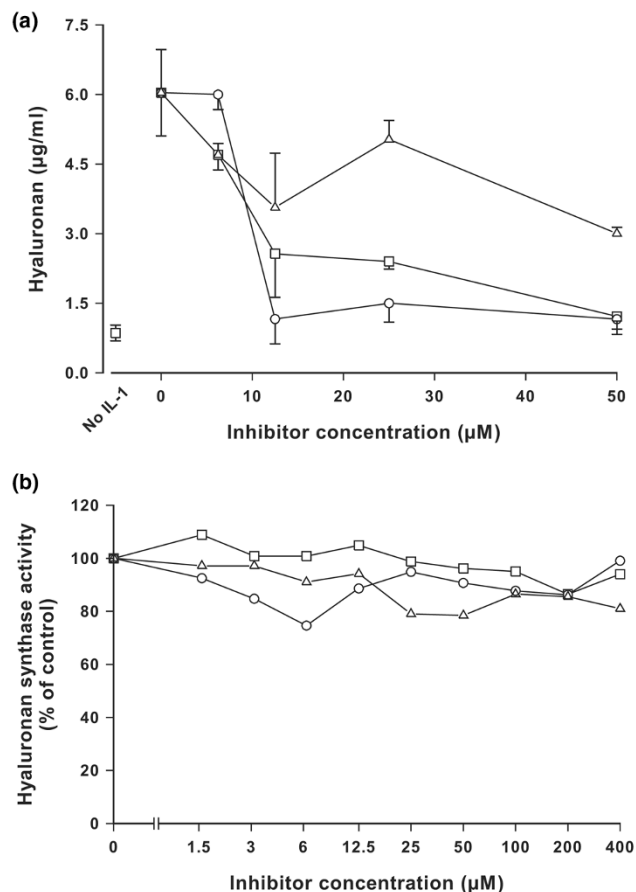 (a)
7.5
6.0
4.5
3.0
1.5
0.0
Hyaluronan (µg/ml)
No IL-1
0 10 20 30 40 50
Inhibitor concentration (µM)
(b)
120
100
80
60
40
20
0
Hyaluronan synthase activity
(% of control)
0 1.5 3 6 12.5 25 50 100 200 400
Inhibitor concentration (µM)